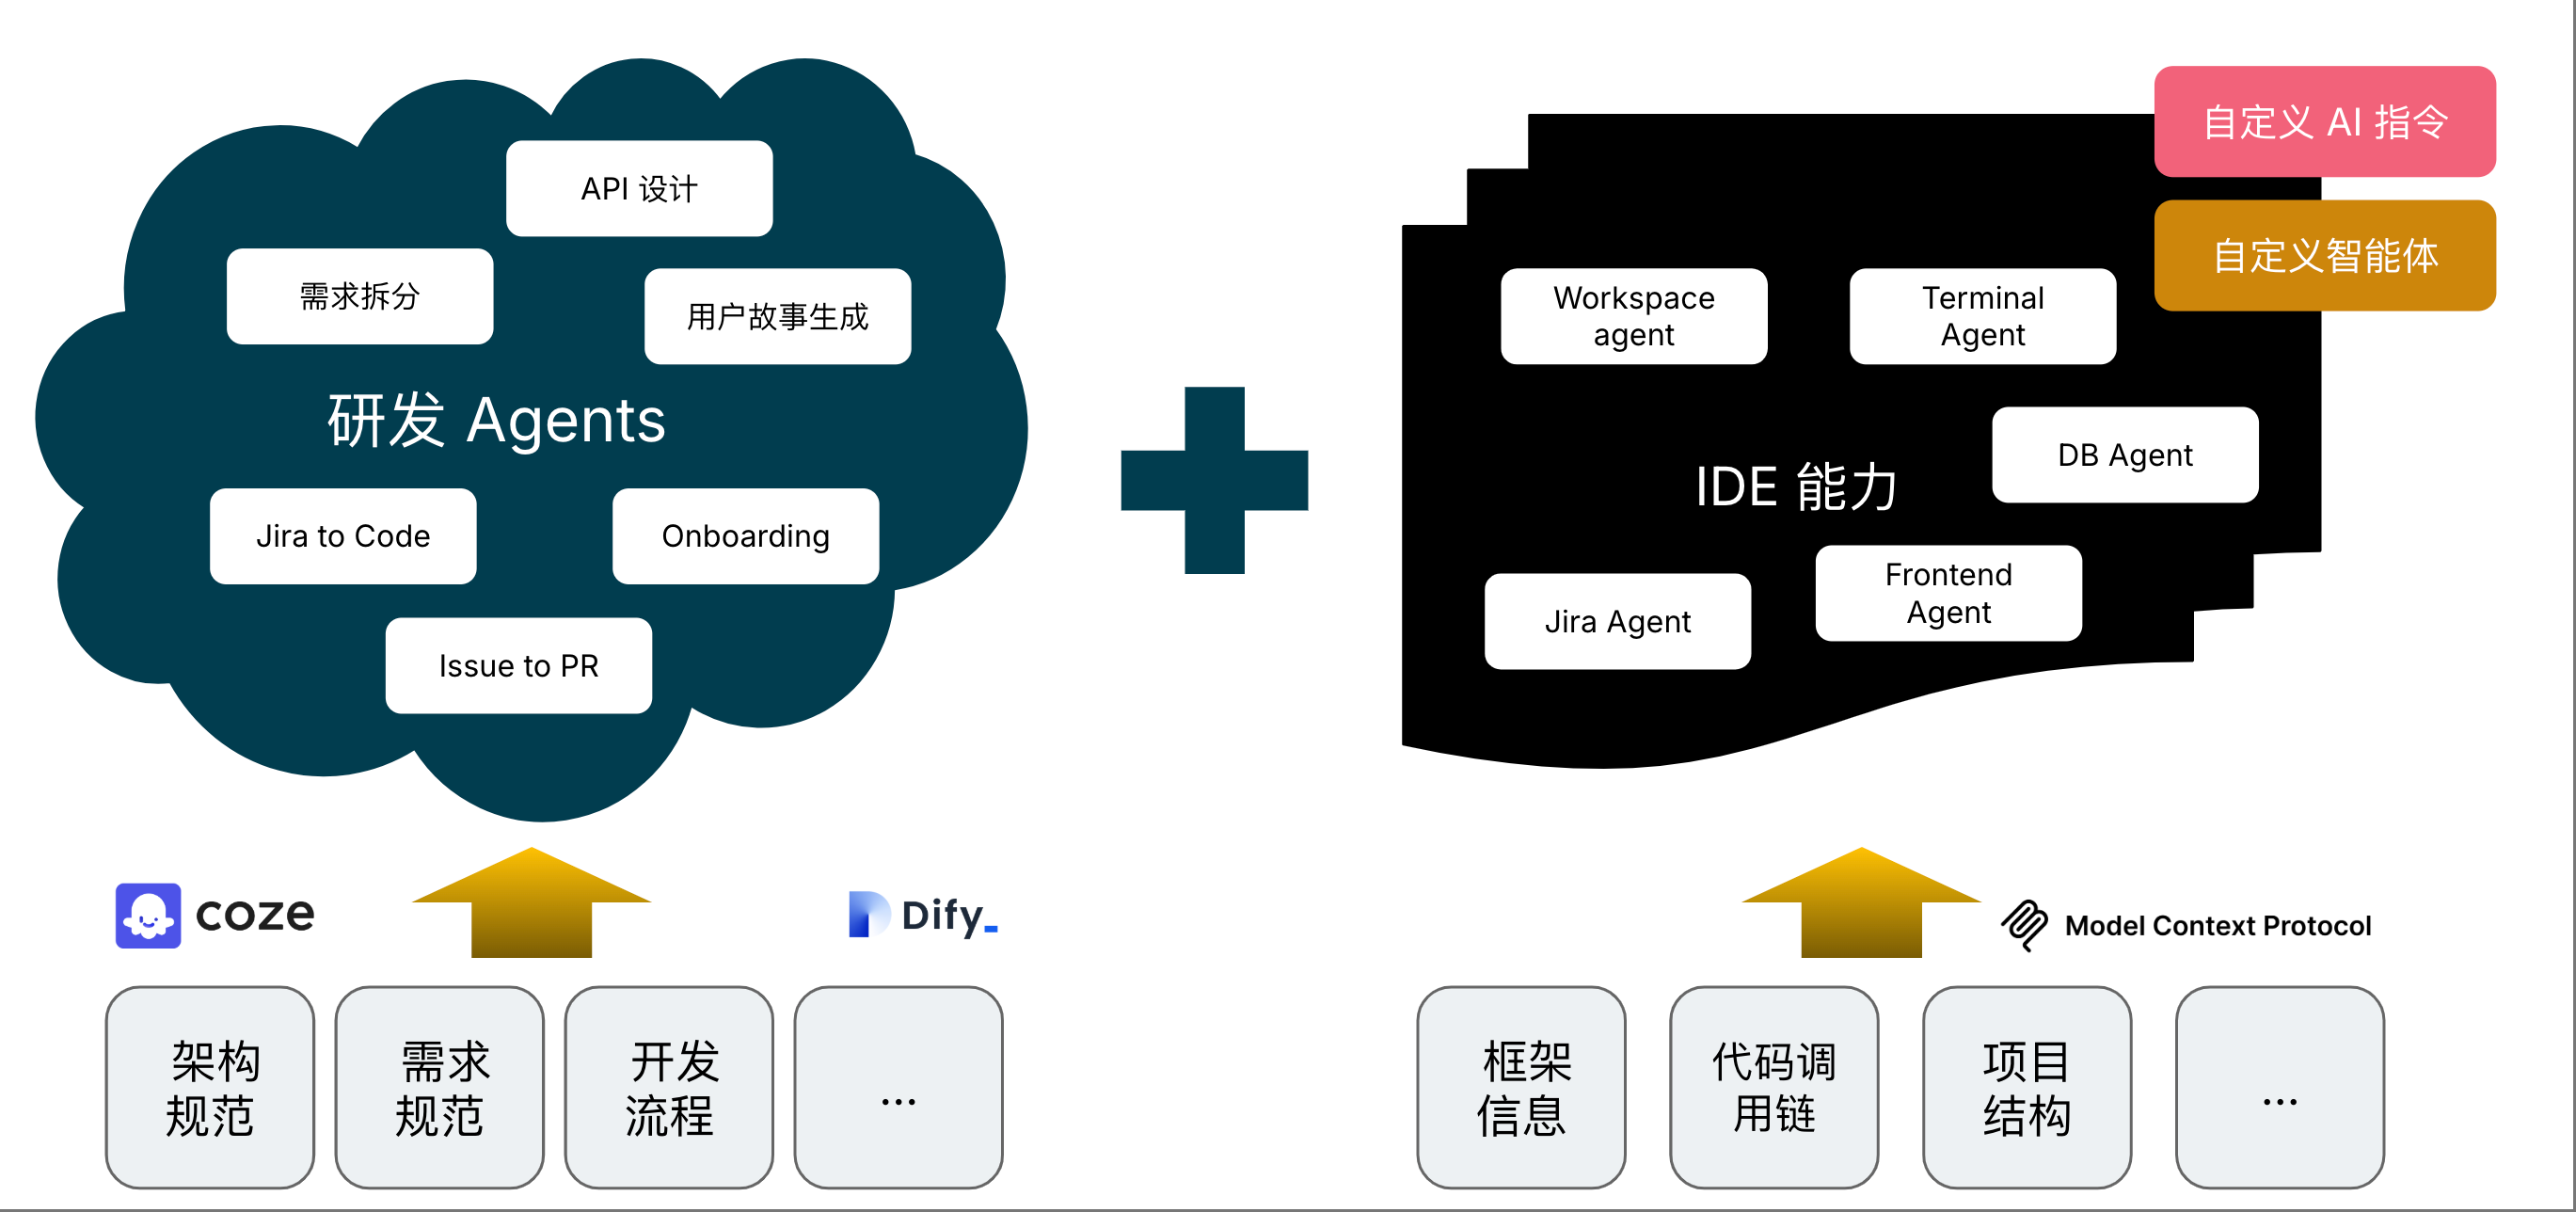 API 设计
需求拆分
用户故事生成
研发 Agents
Jira to Code
Onboarding
Issue to PR
自定义 AI 指令
自定义智能体
Workspace
agent
Terminal
Agent
DB Agent
IDE 能力
Frontend
Agent
Jira Agent
coze
Dify_
Model Context Protocol
架构
规范
需求
规范
开发
流程
...
框架
信息
代码调
用链
项目
结构
...